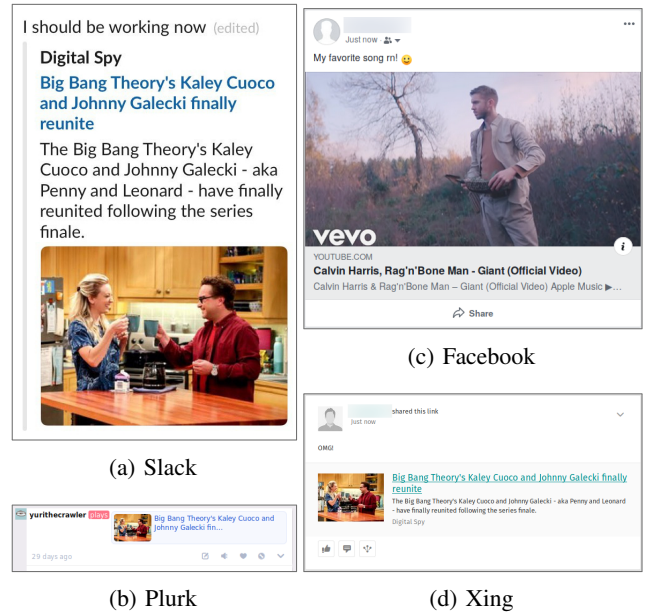 I should be working now (edited)
Digital Spy
Big Bang Theory's Kaley Cuoco
and Johnny Galecki finally
reunite
The Big Bang Theory's Kaley
Cuoco and Johnny Galecki - aka
Penny and Leonard - have finally
reunited following the series
finale.
(a) Slack
yurithecrawler plays
Big Bang Theory's Kaley Cuoco and
Johnny Galecki fin...
29 days ago
(b) Plurk
Just now
My favorite song rn!
vevo
YOUTUBE.COM
Calvin Harris, Rag'n'Bone Man - Giant (Official Video)
Calvin Harris & Rag'n'Bone Man – Giant (Official Video) Apple Music ▶...
Share
(c) Facebook
shared this link
Just now
OMG!
Big Bang Theory's Kaley Cuoco and Johnny Galecki finally
reunite
The Big Bang Theory's Kaley Cuoco and Johnny Galecki - aka Penny and Leonard
- have finally reunited following the series finale.
Digital Spy
(d) Xing